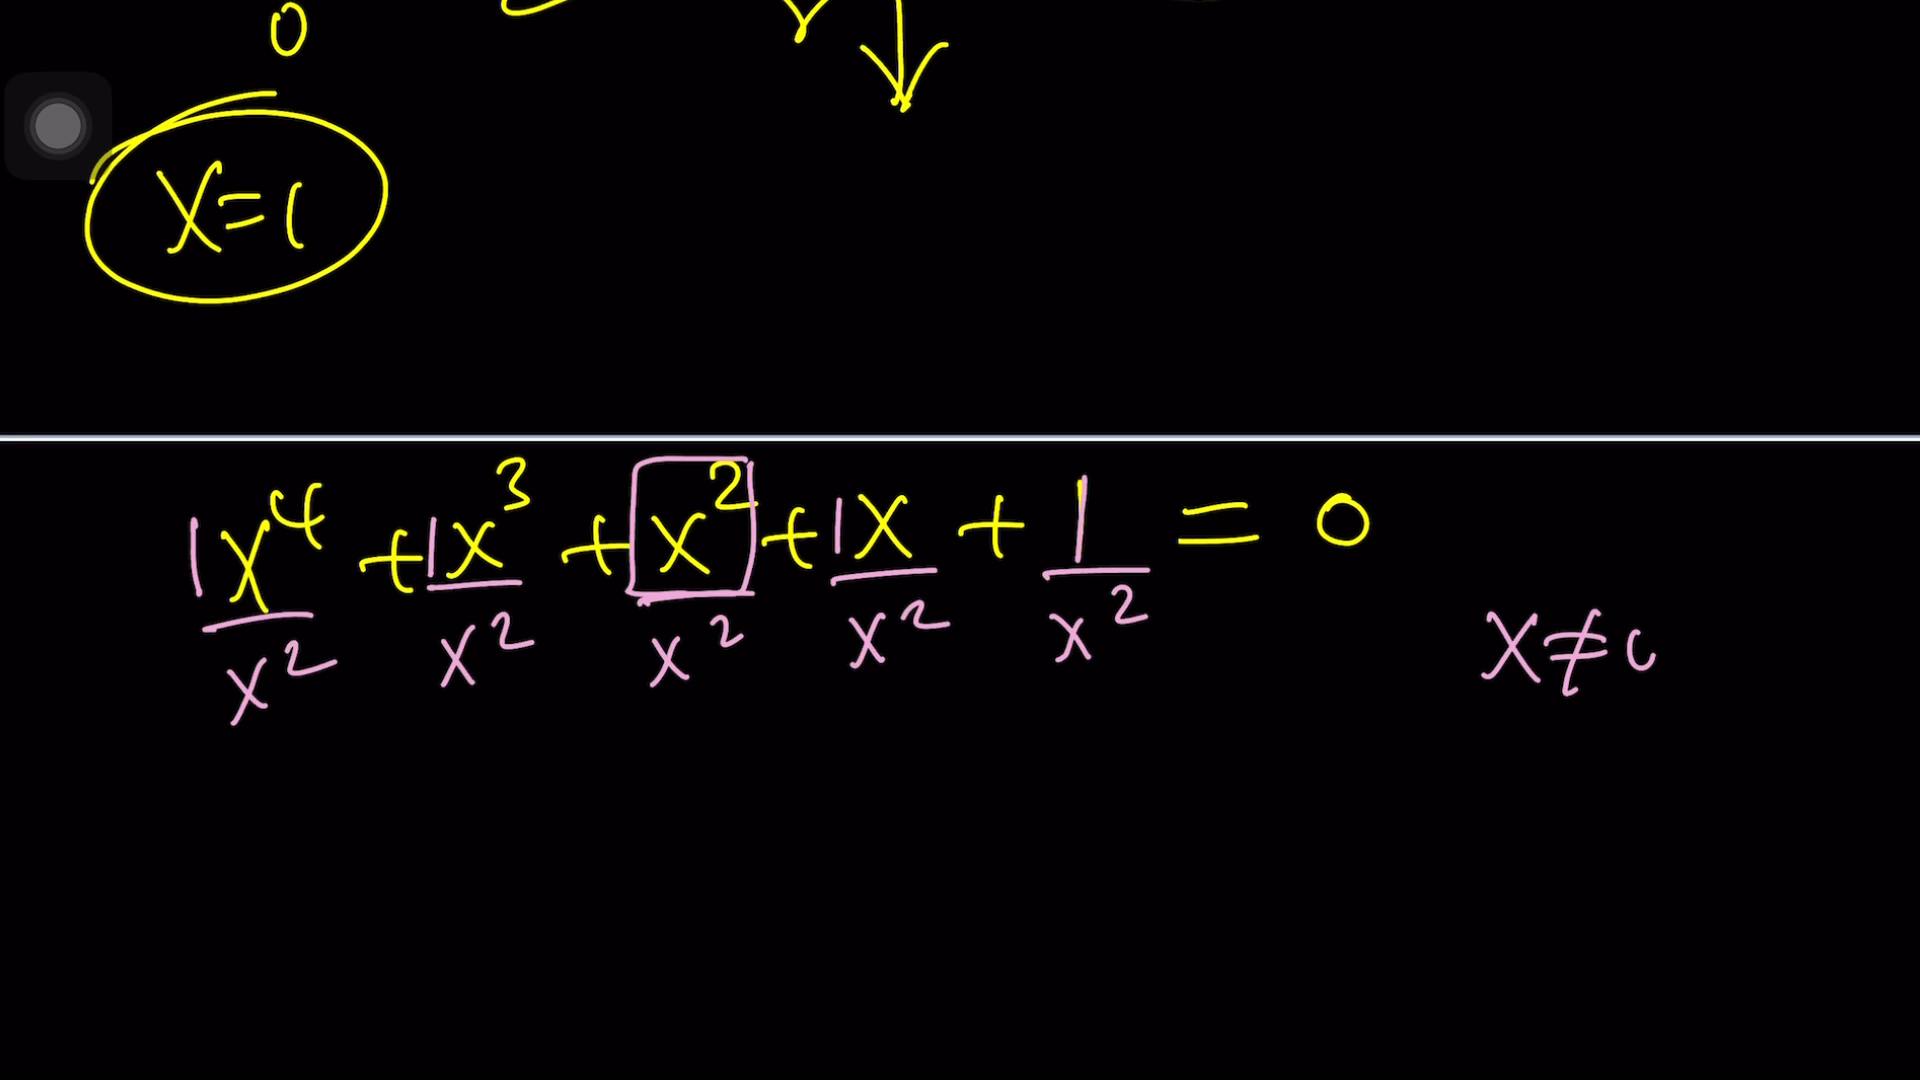 0
x=1
1x⁴/x² + 1x³/x² + x²/x² + 1x/x² + 1/x² = 0
x≠0